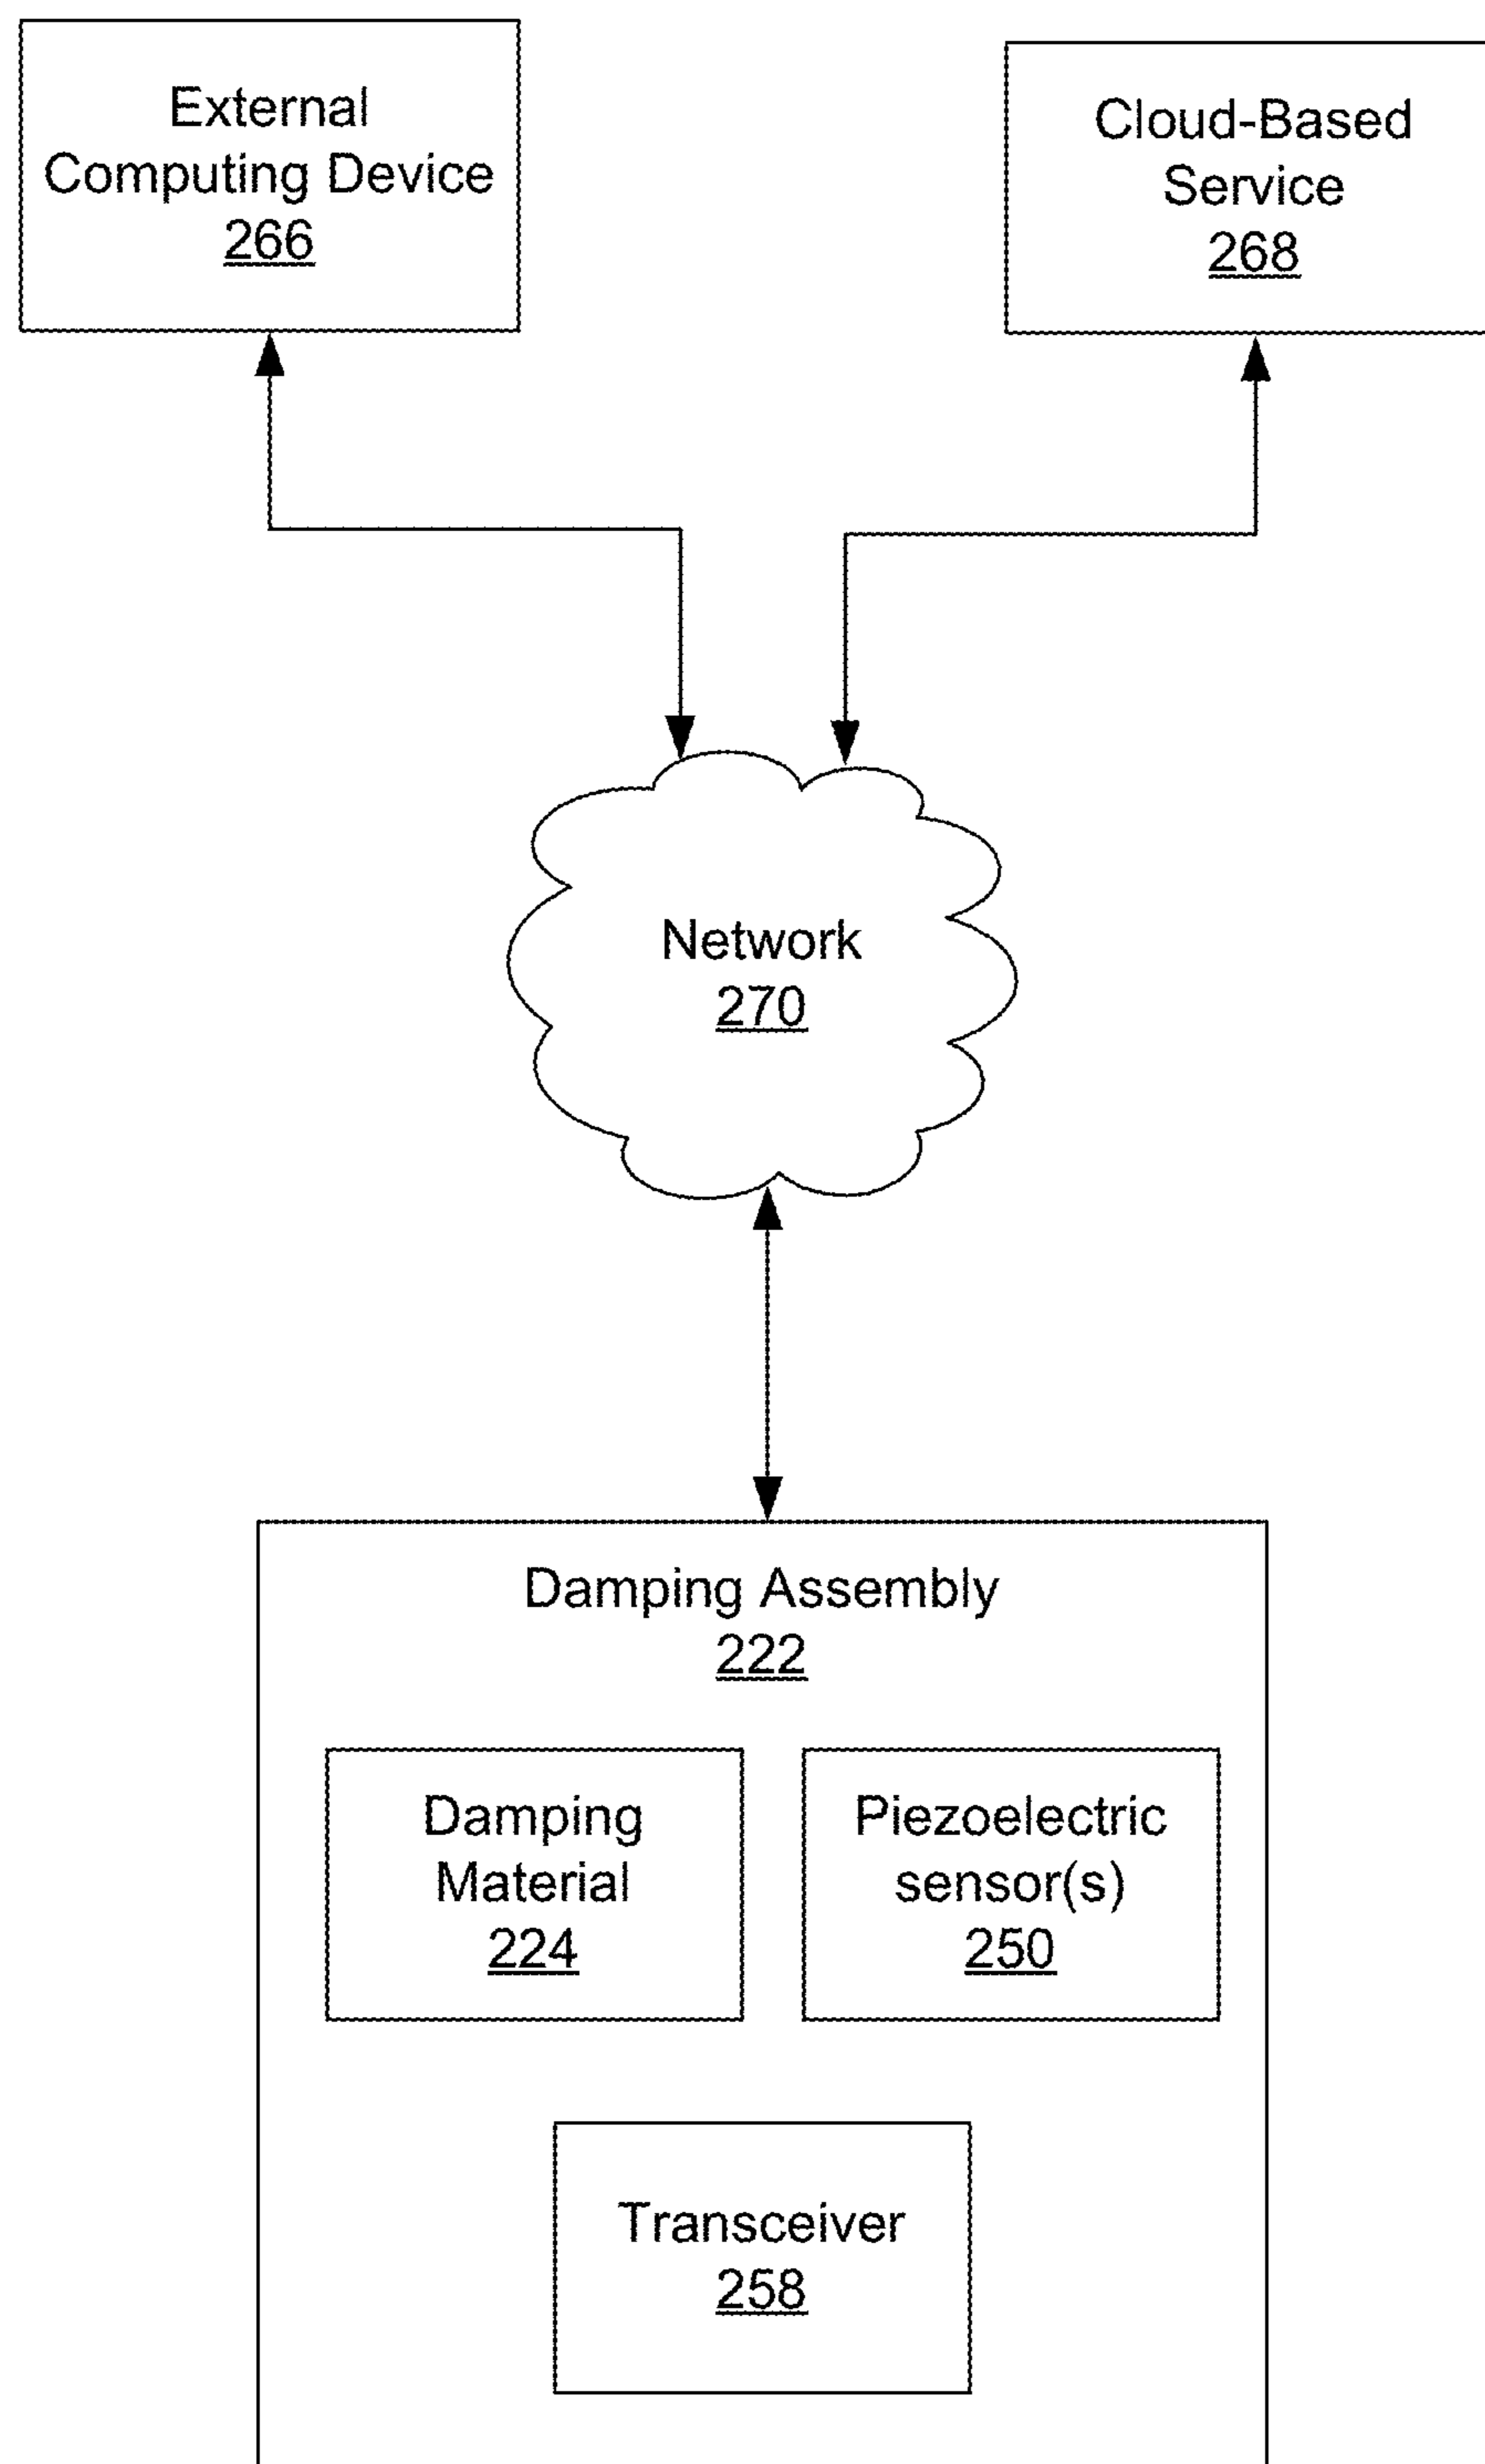 External
Computing Device
266
Cloud-Based
Service
268
Network
270
Damping Assembly
222
Damping
Material
224
Piezoelectric
sensor(s)
250
Transceiver
258